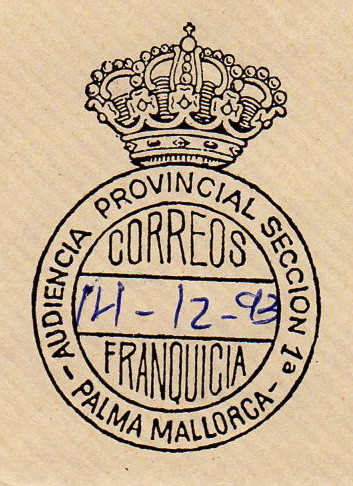 AUDIENCIA PROVINCIAL SECCION 1ª
CORREOS
14-12-93
FRANQUICIA
- PALMA MALLORCA -